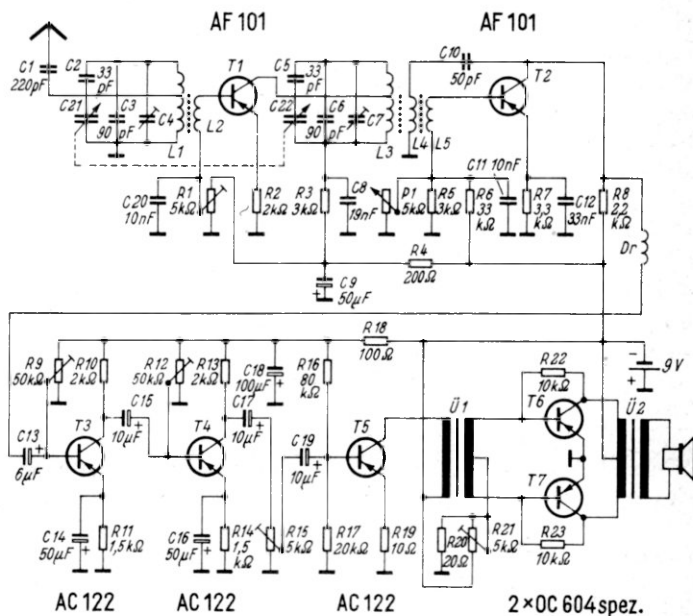 AF 101
AF 101
C1
220pF
C2
33
pF
C21
C3
90
pF
C4
L1
L2
T1
C5
33
pF
C22
C6
90
pF
C7
L3
L4
L5
C10
50pF
T2
C20
10nF
R1
5kΩ
R2
2kΩ
R3
3kΩ
C8
19nF
P1
5kΩ
R5
3kΩ
R6
33
kΩ
C11 10nF
R7
3,3
kΩ
C12
33nF
R8
2,2
kΩ
Dr
R4
200Ω
C9
+ 50µF
R18
100Ω
R9
50kΩ
R10
2kΩ
R12
50kΩ
R13
2kΩ
C18
100µF
+
R16
80
kΩ
R22
10kΩ
−
9V
+
C13
+
6µF
T3
C15
+
10µF
T4
C17
+
10µF
C19
+
10µF
T5
Ü1
T6
Ü2
T7
C14
50µF
+
R11
1,5kΩ
C16
50µF
+
R14
1,5
kΩ
R15
5kΩ
R17
20kΩ
R19
10Ω
R20
20Ω
R21
5kΩ
R23
10kΩ
AC 122
AC 122
AC 122
2×OC 604 spez.